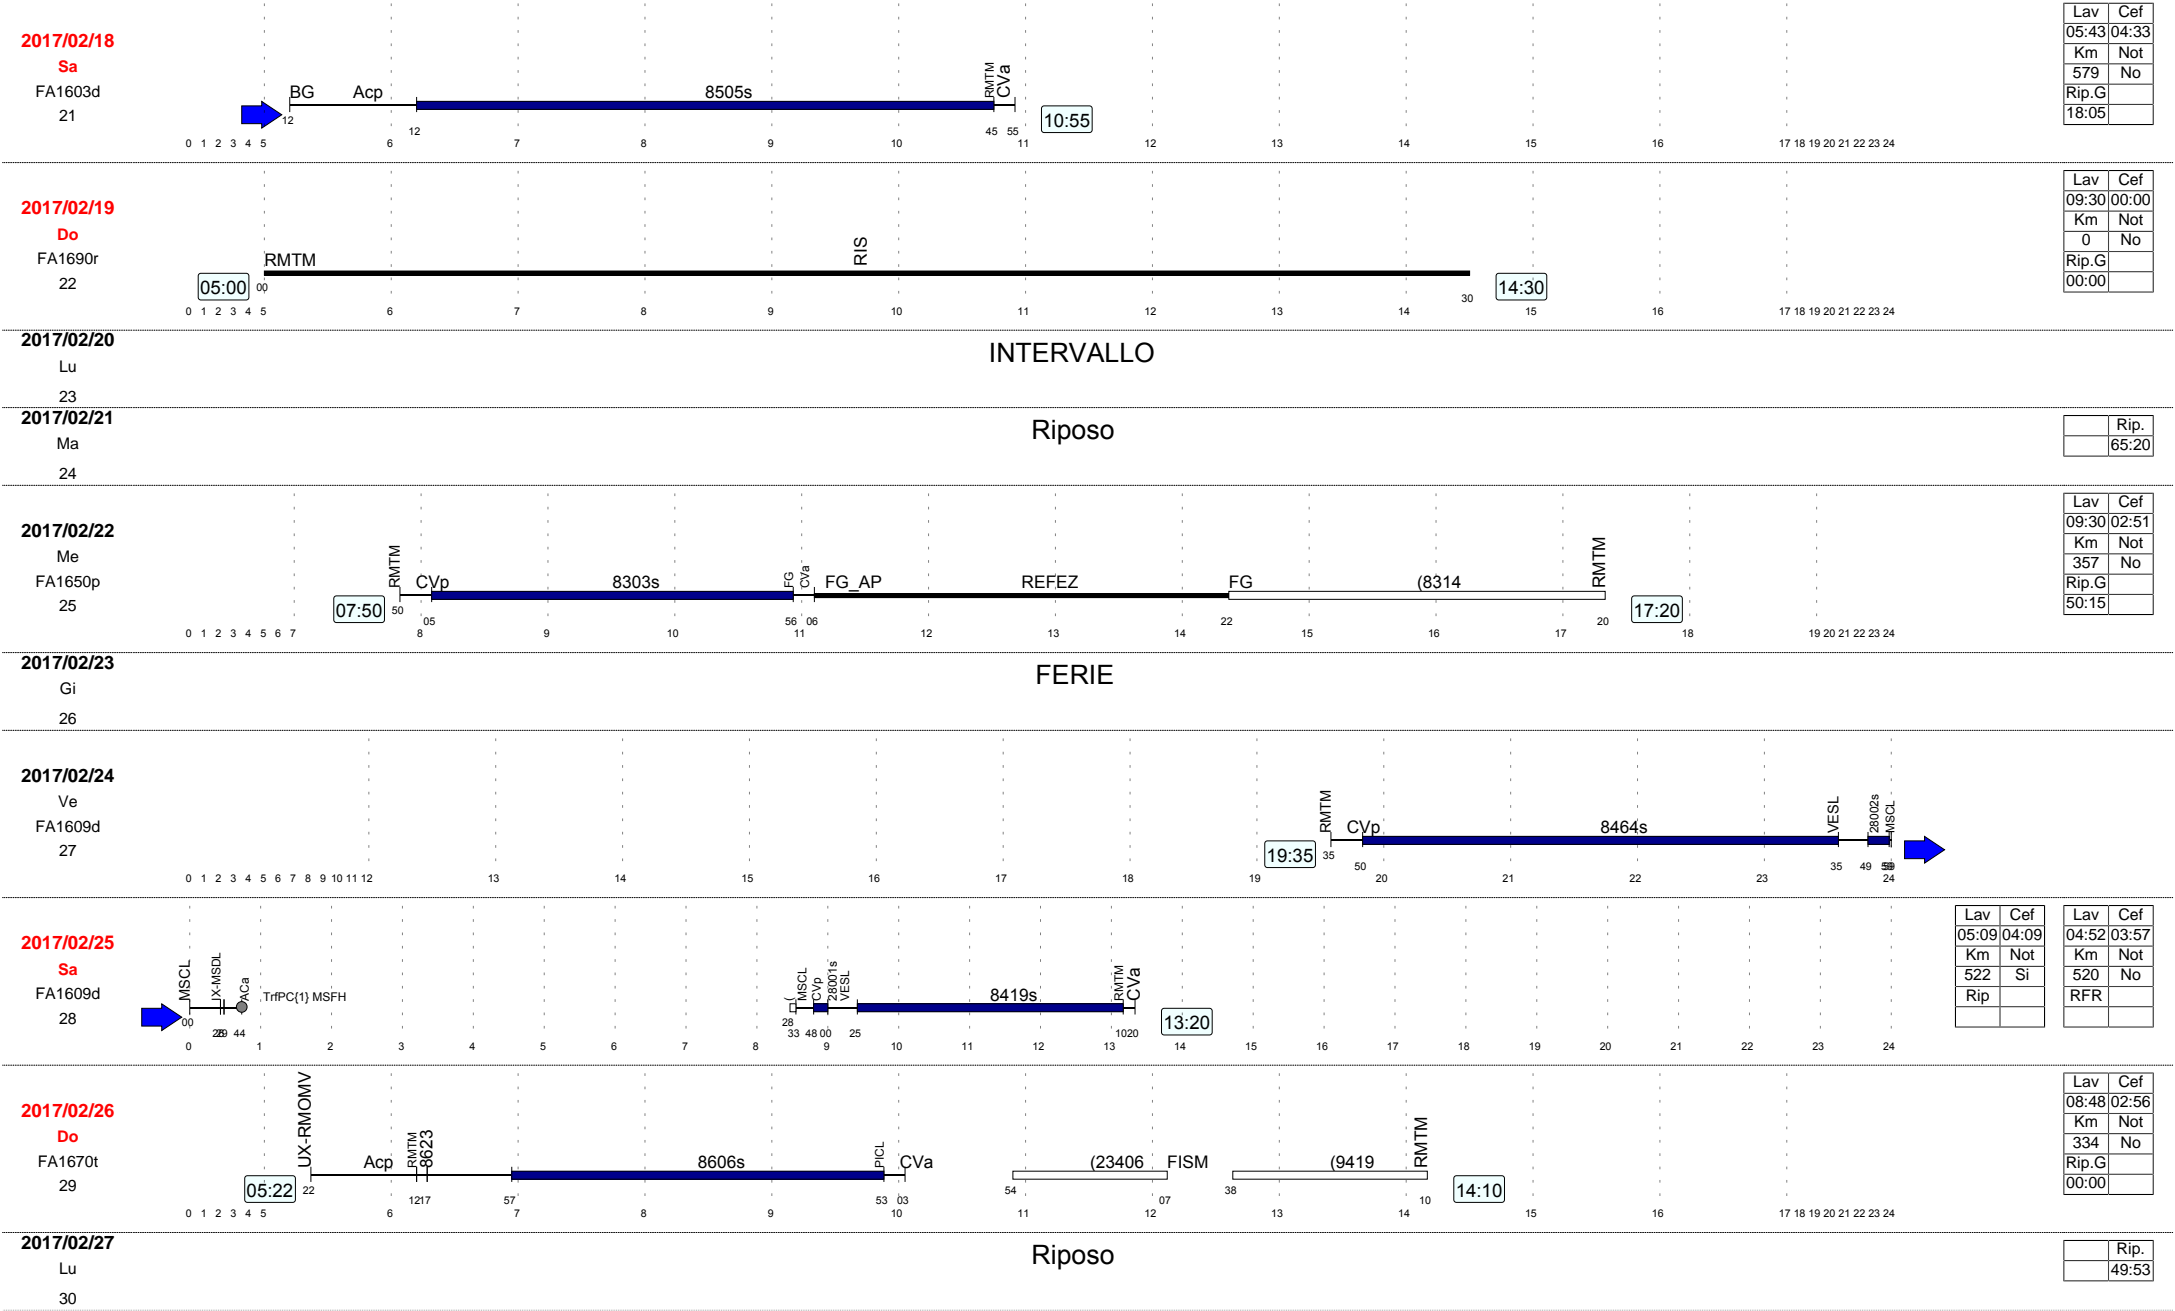 2017/02/18
Sa
FA1603d
21
BG Acp 8505s RMTM CVa
12 12 45 55
10:55
0 1 2 3 4 5 6 7 8 9 10 11 12 13 14 15 16 17 18 19 20 21 22 23 24
Lav Cef
05:43 04:33
Km Not
579 No
Rip.G
18:05
2017/02/19
Do
FA1690r
22
RMTM RIS
05:00 00 30 14:30
0 1 2 3 4 5 6 7 8 9 10 11 12 13 14 15 16 17 18 19 20 21 22 23 24
Lav Cef
09:30 00:00
Km Not
0 No
Rip.G
00:00
2017/02/20
Lu
23
INTERVALLO
2017/02/21
Ma
24
Riposo
Rip.
65:20
2017/02/22
Me
FA1650p
25
RMTM CVp 8303s FG CVa FG_AP REFEZ FG (8314 RMTM
07:50 50 05 56 06 22 20 17:20
0 1 2 3 4 5 6 7 8 9 10 11 12 13 14 15 16 17 18 19 20 21 22 23 24
Lav Cef
09:30 02:51
Km Not
357 No
Rip.G
50:15
2017/02/23
Gi
26
FERIE
2017/02/24
Ve
FA1609d
27
RMTM CVp 8464s VESL 28002s MSCL
19:35 35 50 35 49 59
0 1 2 3 4 5 6 7 8 9 10 11 12 13 14 15 16 17 18 19 20 21 22 23 24
2017/02/25
Sa
FA1609d
28
MSCL UX-MSDL ACa TrfPC{1} MSFH ( MSCL CVp 28001s VESL 8419s RMTM CVa
00 44 28 33 48 00 25 10 20
13:20
0 1 2 3 4 5 6 7 8 9 10 11 12 13 14 15 16 17 18 19 20 21 22 23 24
Lav Cef
05:09 04:09
Km Not
522 Si
Rip
Lav Cef
04:52 03:57
Km Not
520 No
RFR
2017/02/26
Do
FA1670t
29
UX-RMOMV Acp RMTM 8623 8606s PICL CVa (23406 FISM (9419 RMTM
05:22 22 12 17 57 53 03 54 07 38 10 14:10
0 1 2 3 4 5 6 7 8 9 10 11 12 13 14 15 16 17 18 19 20 21 22 23 24
Lav Cef
08:48 02:56
Km Not
334 No
Rip.G
00:00
2017/02/27
Lu
30
Riposo
Rip.
49:53